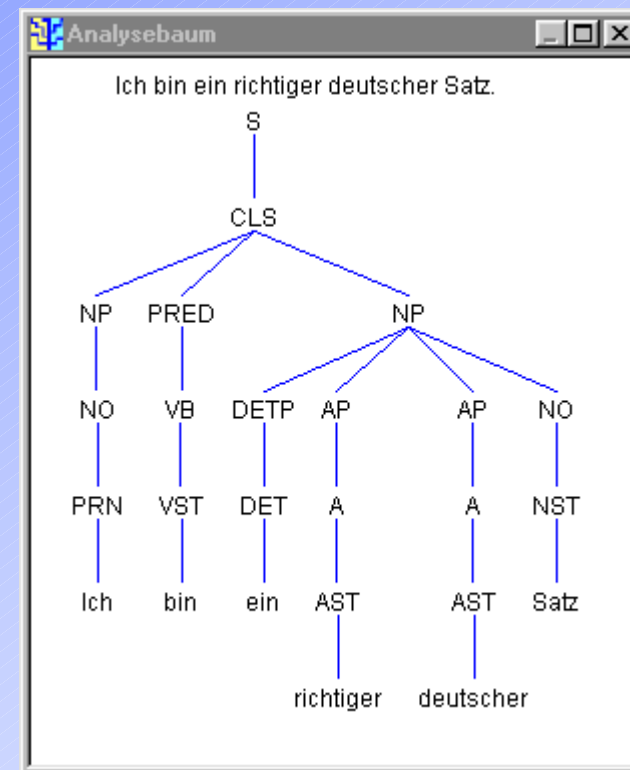 Analysebaum
Ich bin ein richtiger deutscher Satz.
S
CLS
NP PRED NP
NO VB DETP AP AP NO
PRN VST DET A A NST
Ich bin ein AST AST Satz
richtiger deutscher